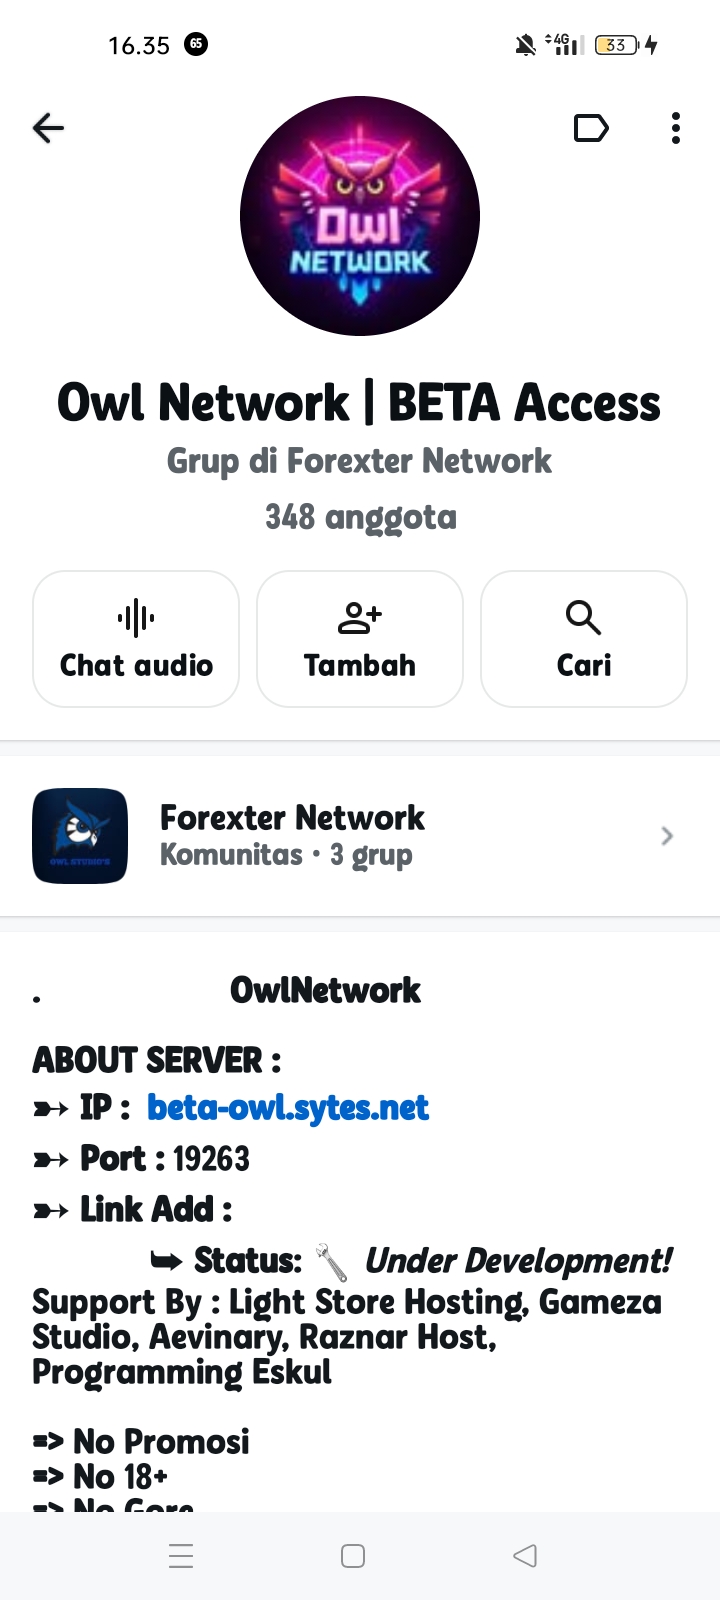 16.35 65 4G 33
Owl
NETWORK
Owl Network | BETA Access
Grup di Forexter Network
348 anggota
Chat audio Tambah Cari
OWL STUDIO'S
Forexter Network
Komunitas • 3 grup
. OwlNetwork
ABOUT SERVER :
➵ IP : beta-owl.sytes.net
➵ Port : 19263
➵ Link Add :
➥ Status: 🔧 Under Development!
Support By : Light Store Hosting, Gameza
Studio, Aevinary, Raznar Host,
Programming Eskul
=> No Promosi
=> No 18+
=> No Gore